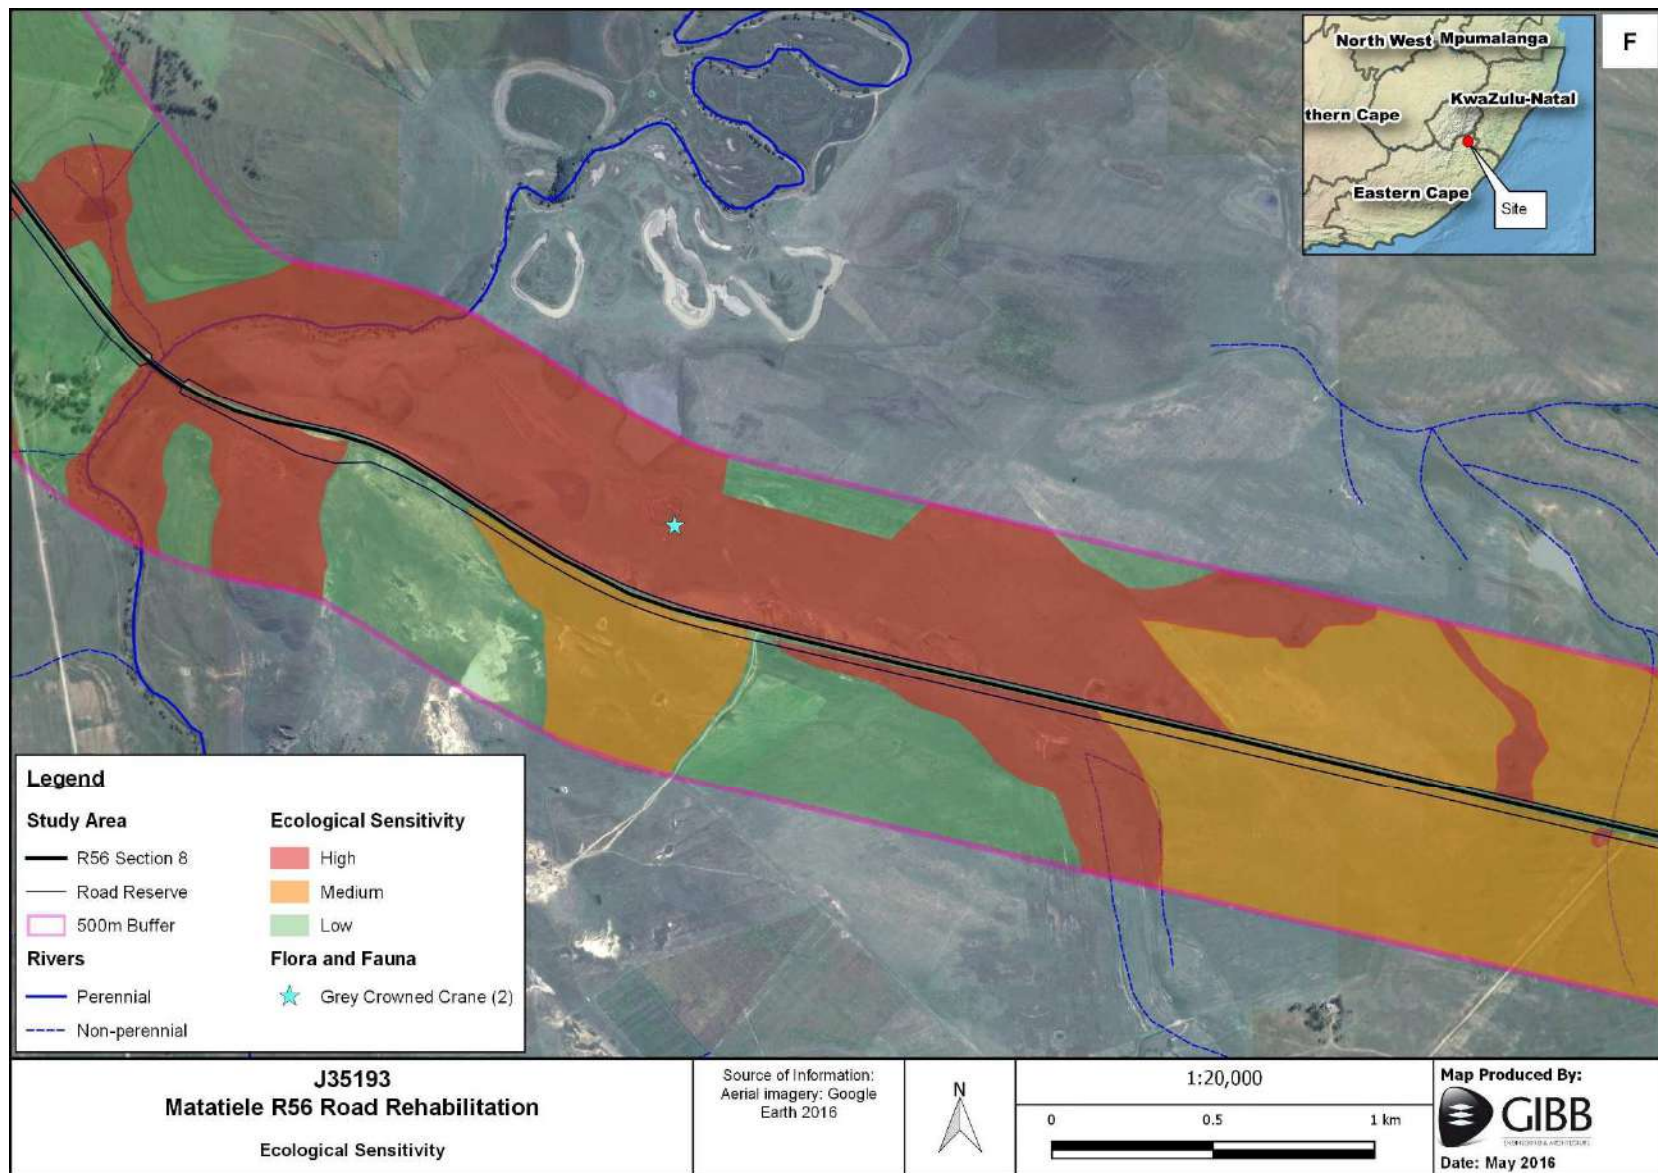 F
North West Mpumalanga
KwaZulu-Natal
thern Cape
Eastern Cape
Site
Legend
Study Area
R56 Section 8
Road Reserve
500m Buffer
Rivers
Perennial
Non-perennial
Ecological Sensitivity
High
Medium
Low
Flora and Fauna
Grey Crowned Crane (2)
J35193
Matatiele R56 Road Rehabilitation
Ecological Sensitivity
Source of Information:
Aerial imagery: Google
Earth 2016
N
1:20,000
0 0.5 1 km
Map Produced By:
GIBB
Date: May 2016